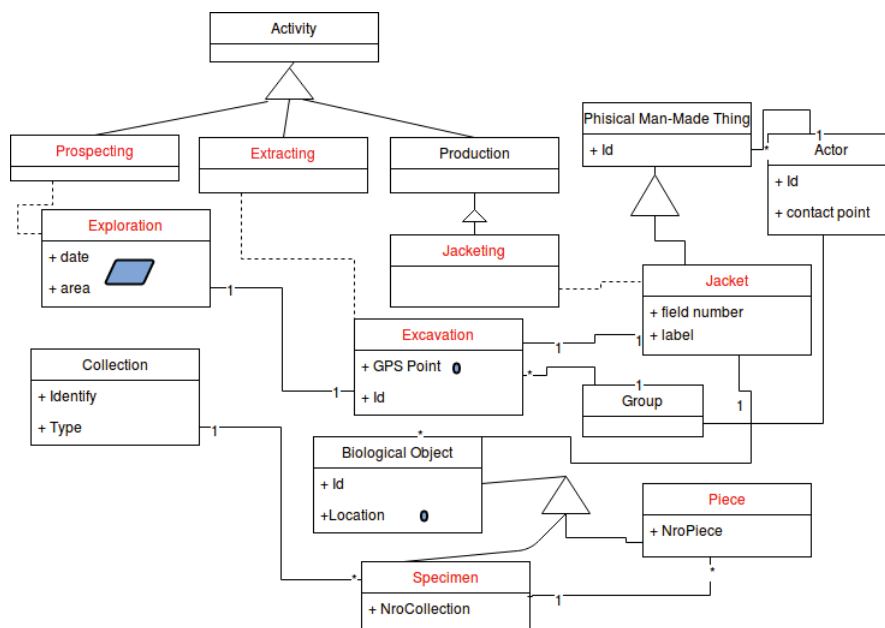 Activity
Phisical Man-Made Thing
+ Id
1
*
Actor
+ Id
+ contact point
Prospecting
Extracting
Production
Exploration
+ date
+ area
1
Jacketing
Jacket
+ field number
+ label
Excavation
+ GPS Point 0
+ Id
1
1
*
1
1
Group
1
Collection
+ Identify
+ Type
1
*
Biological Object
+ Id
+Location 0
Piece
+ NroPiece
*
Specimen
+ NroCollection
*
1